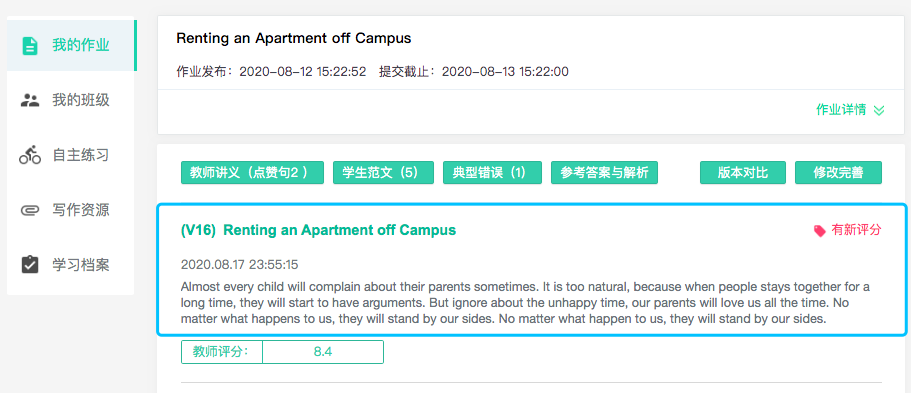 Renting an Apartment off Campus
我的作业
作业发布：2020-08-12 15:22:52 提交截止：2020-08-13 15:22:00
我的班级
作业详情
自主练习
教师讲义（点赞句2 ） 学生范文（5） 典型错误（1） 参考答案与解析 版本对比 修改完善
写作资源
(V16) Renting an Apartment off Campus 有新评分
学习档案
2020.08.17 23:55:15
Almost every child will complain about their parents sometimes. It is too natural, because when people stays together for a
long time, they will start to have arguments. But ignore about the unhappy time, our parents will love us all the time. No
matter what happens to us, they will stand by our sides. No matter what happen to us, they will stand by our sides.
教师评分： 8.4